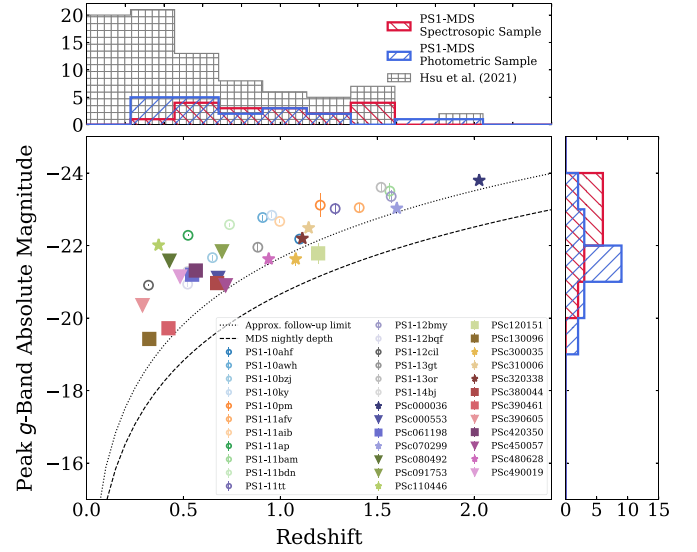 20
15
10
5
0
PS1-MDS
Spectrosopic Sample
PS1-MDS
Photometric Sample
Hsu et al. (2021)
Peak g-Band Absolute Magnitude
−24
−22
−20
−18
−16
Approx. follow-up limit
MDS nightly depth
PS1-10ahf
PS1-10awh
PS1-10bzj
PS1-10ky
PS1-10pm
PS1-11afv
PS1-11aib
PS1-11ap
PS1-11bam
PS1-11bdn
PS1-11tt
PS1-12bmy
PS1-12bqf
PS1-12cil
PS1-13gt
PS1-13or
PS1-14bj
PSc000036
PSc000553
PSc061198
PSc070299
PSc080492
PSc091753
PSc110446
PSc120151
PSc130096
PSc300035
PSc310006
PSc320338
PSc380044
PSc390461
PSc390605
PSc420350
PSc450057
PSc480628
PSc490019
0.0
0.5
1.0
1.5
2.0
Redshift
0
5
10
15